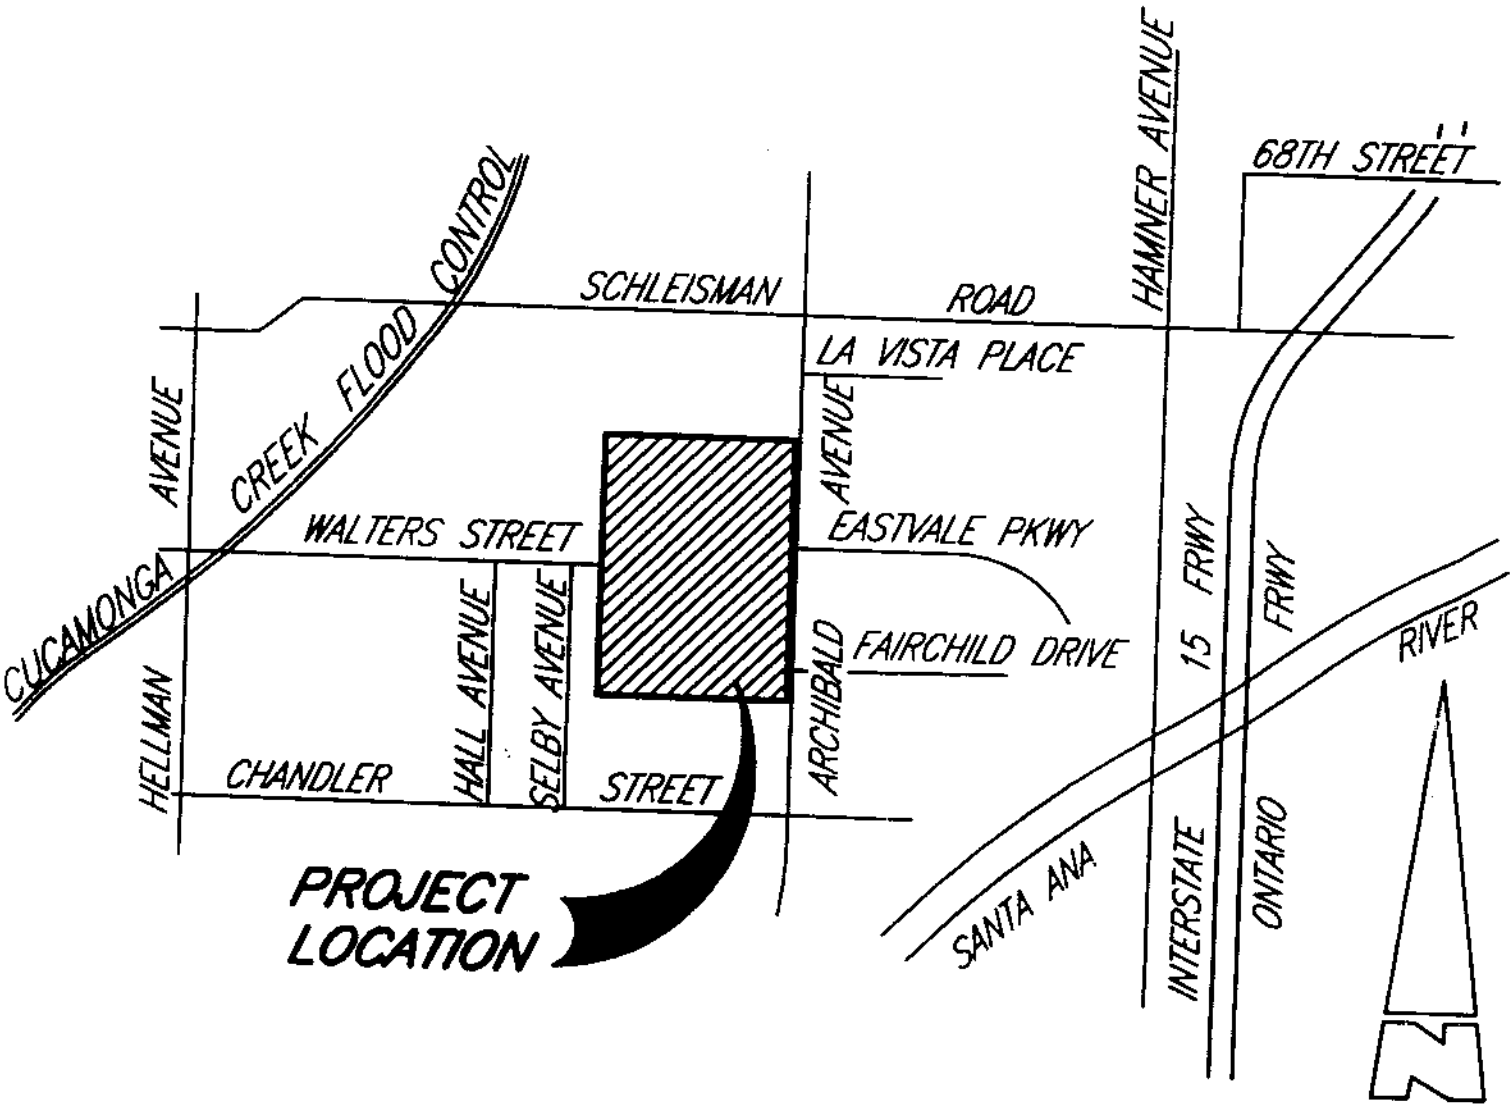 HAMNER AVENUE
68TH STREET
CUCAMONGA CREEK FLOOD CONTROL
SCHLEISMAN ROAD
LA VISTA PLACE
HELLMAN AVENUE
ARCHIBALD AVENUE
WALTERS STREET
EASTVALE PKWY
HALL AVENUE
SELBY AVENUE
FAIRCHILD DRIVE
INTERSTATE 15 FRWY
ONTARIO FRWY
SANTA ANA RIVER
CHANDLER STREET
PROJECT
LOCATION
N